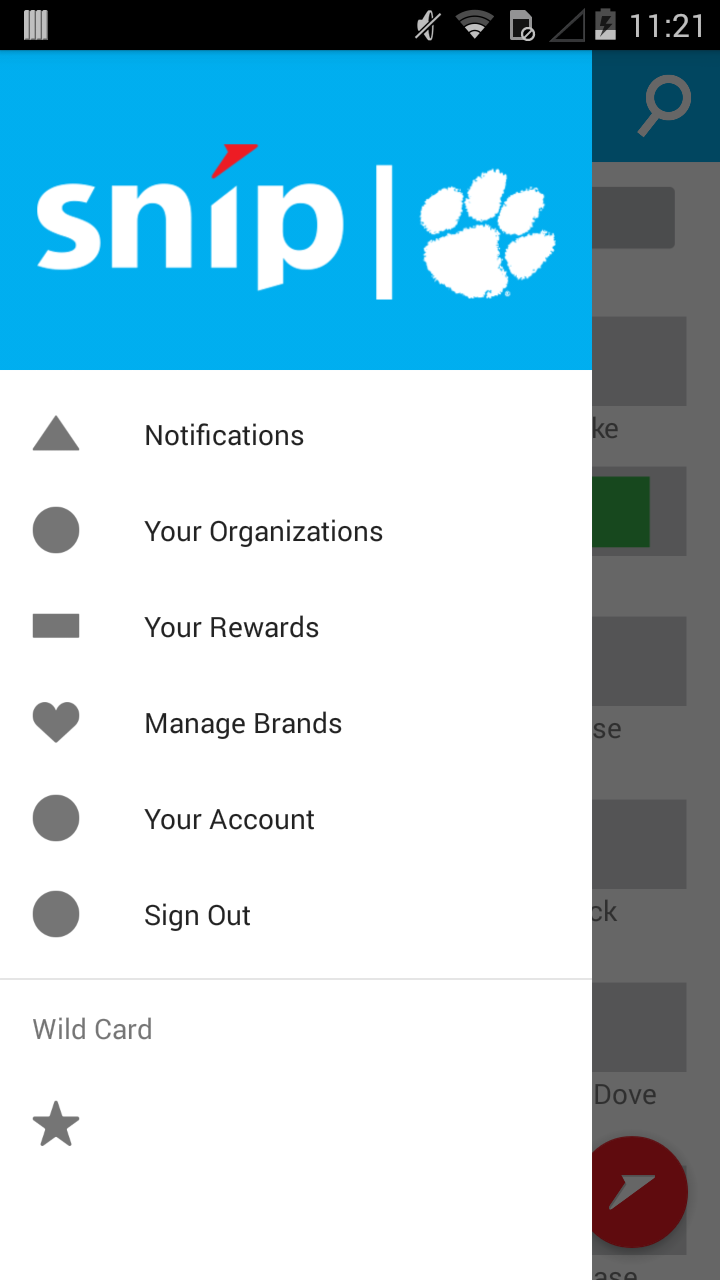 11:21
snip
®
Notifications
Your Organizations
Your Rewards
Manage Brands
Your Account
Sign Out
Wild Card
ke
se
ck
Dove
ase